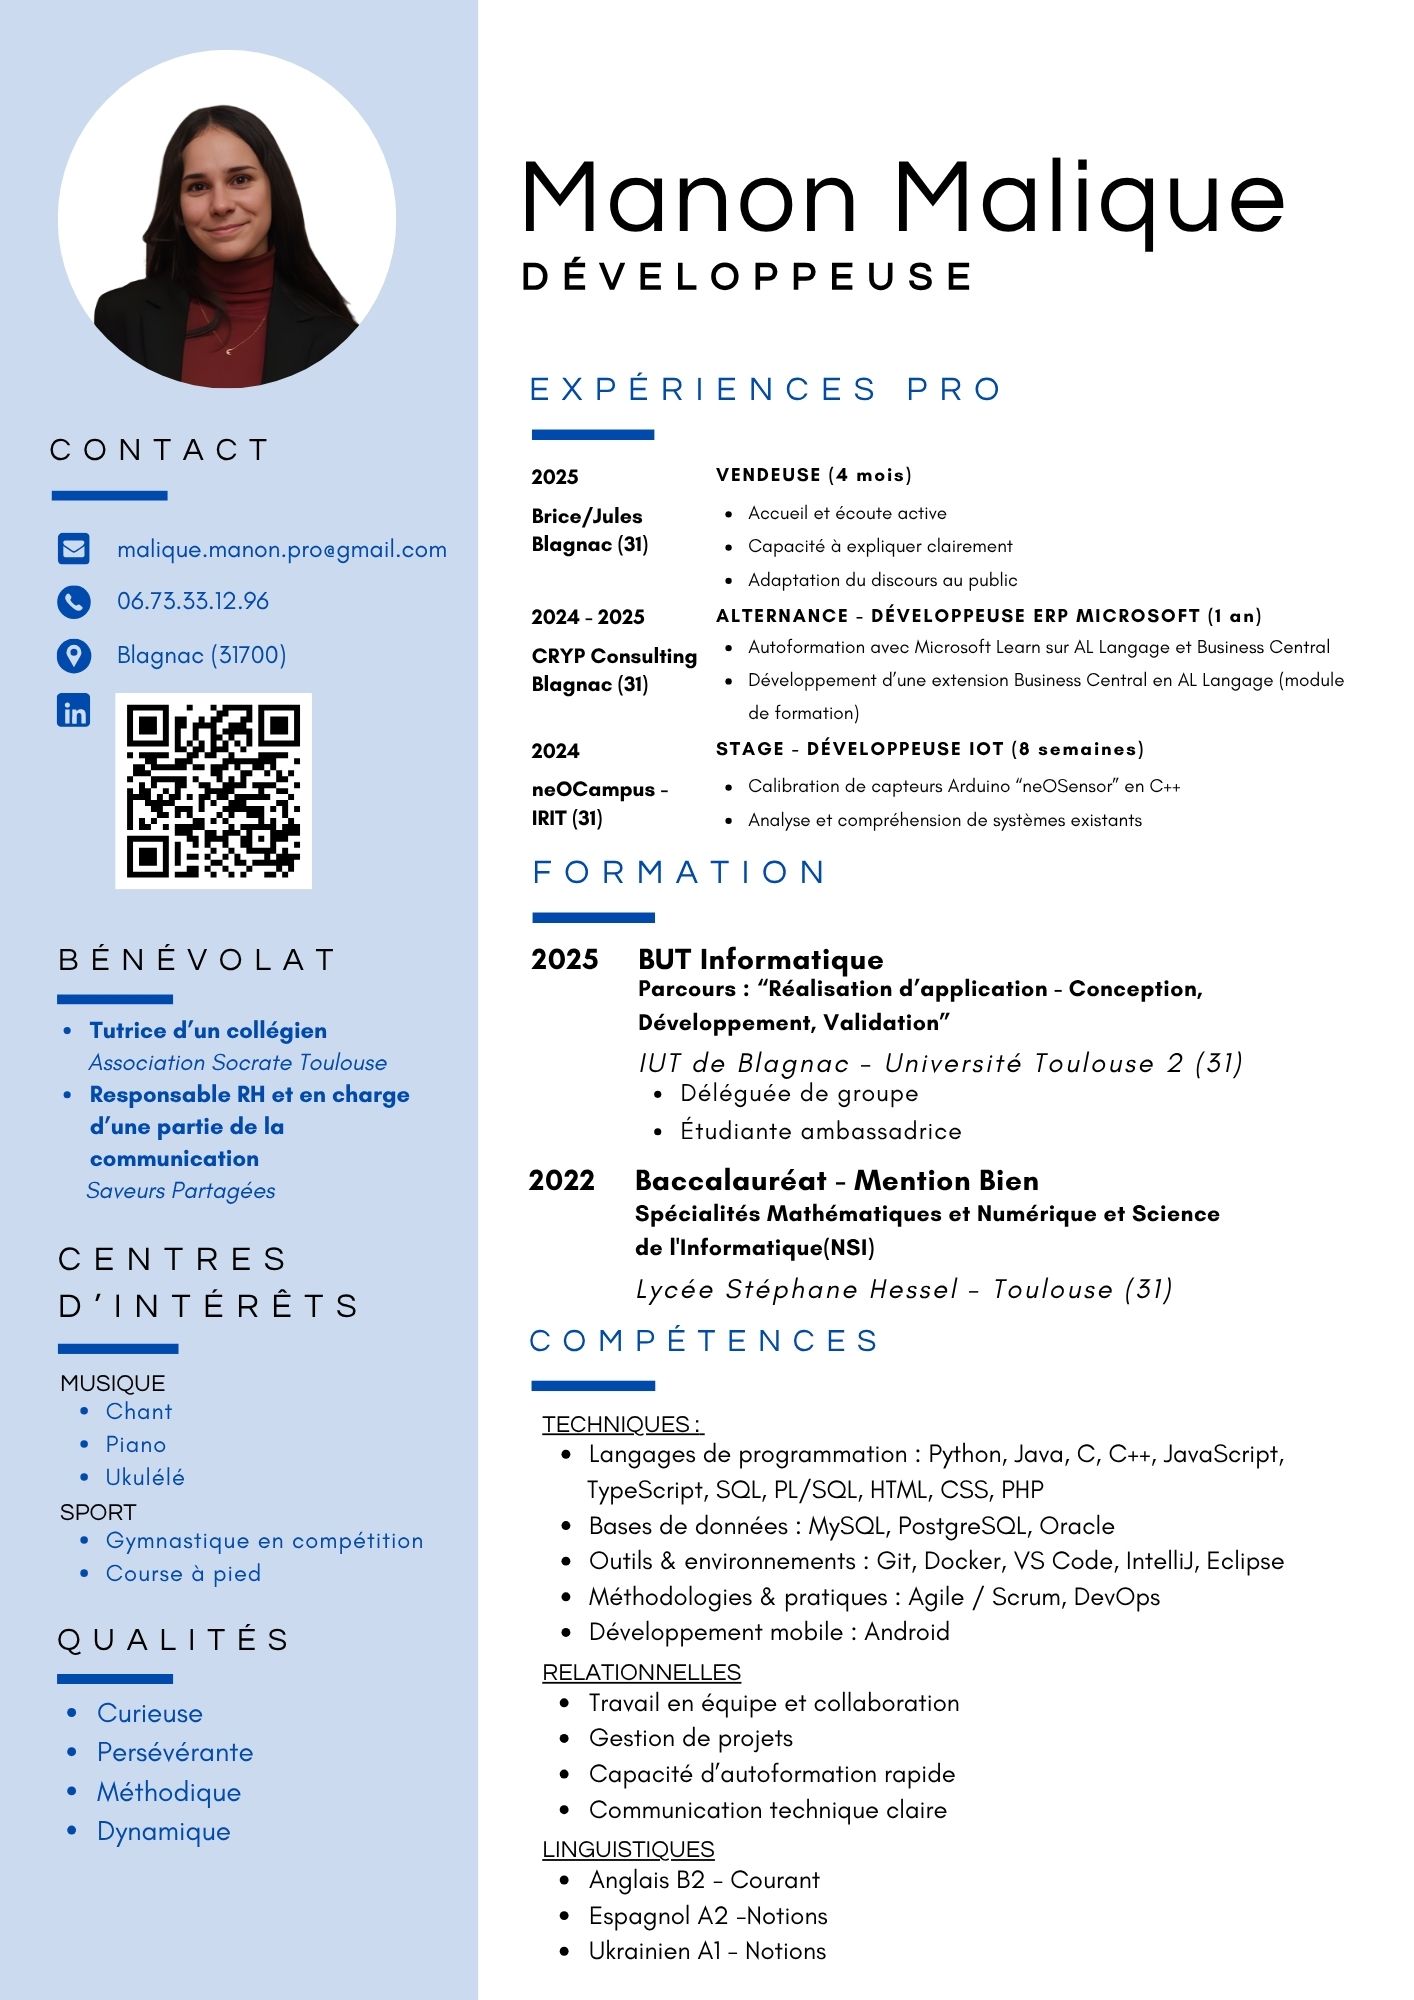 Manon Malique
DÉVELOPPEUSE
CONTACT
malique.manon.pro@gmail.com
06.73.33.12.96
Blagnac (31700)
in
BÉNÉVOLAT
• Tutrice d’un collégien
Association Socrate Toulouse
• Responsable RH et en charge
d’une partie de la
communication
Saveurs Partagées
CENTRES
D’INTÉRÊTS
MUSIQUE
• Chant
• Piano
• Ukulélé
SPORT
• Gymnastique en compétition
• Course à pied
QUALITÉS
• Curieuse
• Persévérante
• Méthodique
• Dynamique
EXPÉRIENCES PRO
2025
Brice/Jules
Blagnac (31)
VENDEUSE (4 mois)
• Accueil et écoute active
• Capacité à expliquer clairement
• Adaptation du discours au public
2024 - 2025
CRYP Consulting
Blagnac (31)
ALTERNANCE - DÉVELOPPEUSE ERP MICROSOFT (1 an)
• Autoformation avec Microsoft Learn sur AL Langage et Business Central
• Développement d’une extension Business Central en AL Langage (module
de formation)
2024
neOCampus -
IRIT (31)
STAGE - DÉVELOPPEUSE IOT (8 semaines)
• Calibration de capteurs Arduino “neOSensor” en C++
• Analyse et compréhension de systèmes existants
FORMATION
2025
BUT Informatique
Parcours : “Réalisation d’application - Conception,
Développement, Validation”
IUT de Blagnac - Université Toulouse 2 (31)
• Déléguée de groupe
• Étudiante ambassadrice
2022
Baccalauréat - Mention Bien
Spécialités Mathématiques et Numérique et Science
de l'Informatique(NSI)
Lycée Stéphane Hessel - Toulouse (31)
COMPÉTENCES
TECHNIQUES :
• Langages de programmation : Python, Java, C, C++, JavaScript,
TypeScript, SQL, PL/SQL, HTML, CSS, PHP
• Bases de données : MySQL, PostgreSQL, Oracle
• Outils & environnements : Git, Docker, VS Code, IntelliJ, Eclipse
• Méthodologies & pratiques : Agile / Scrum, DevOps
• Développement mobile : Android
RELATIONNELLES
• Travail en équipe et collaboration
• Gestion de projets
• Capacité d’autoformation rapide
• Communication technique claire
LINGUISTIQUES
• Anglais B2 - Courant
• Espagnol A2 -Notions
• Ukrainien A1 - Notions